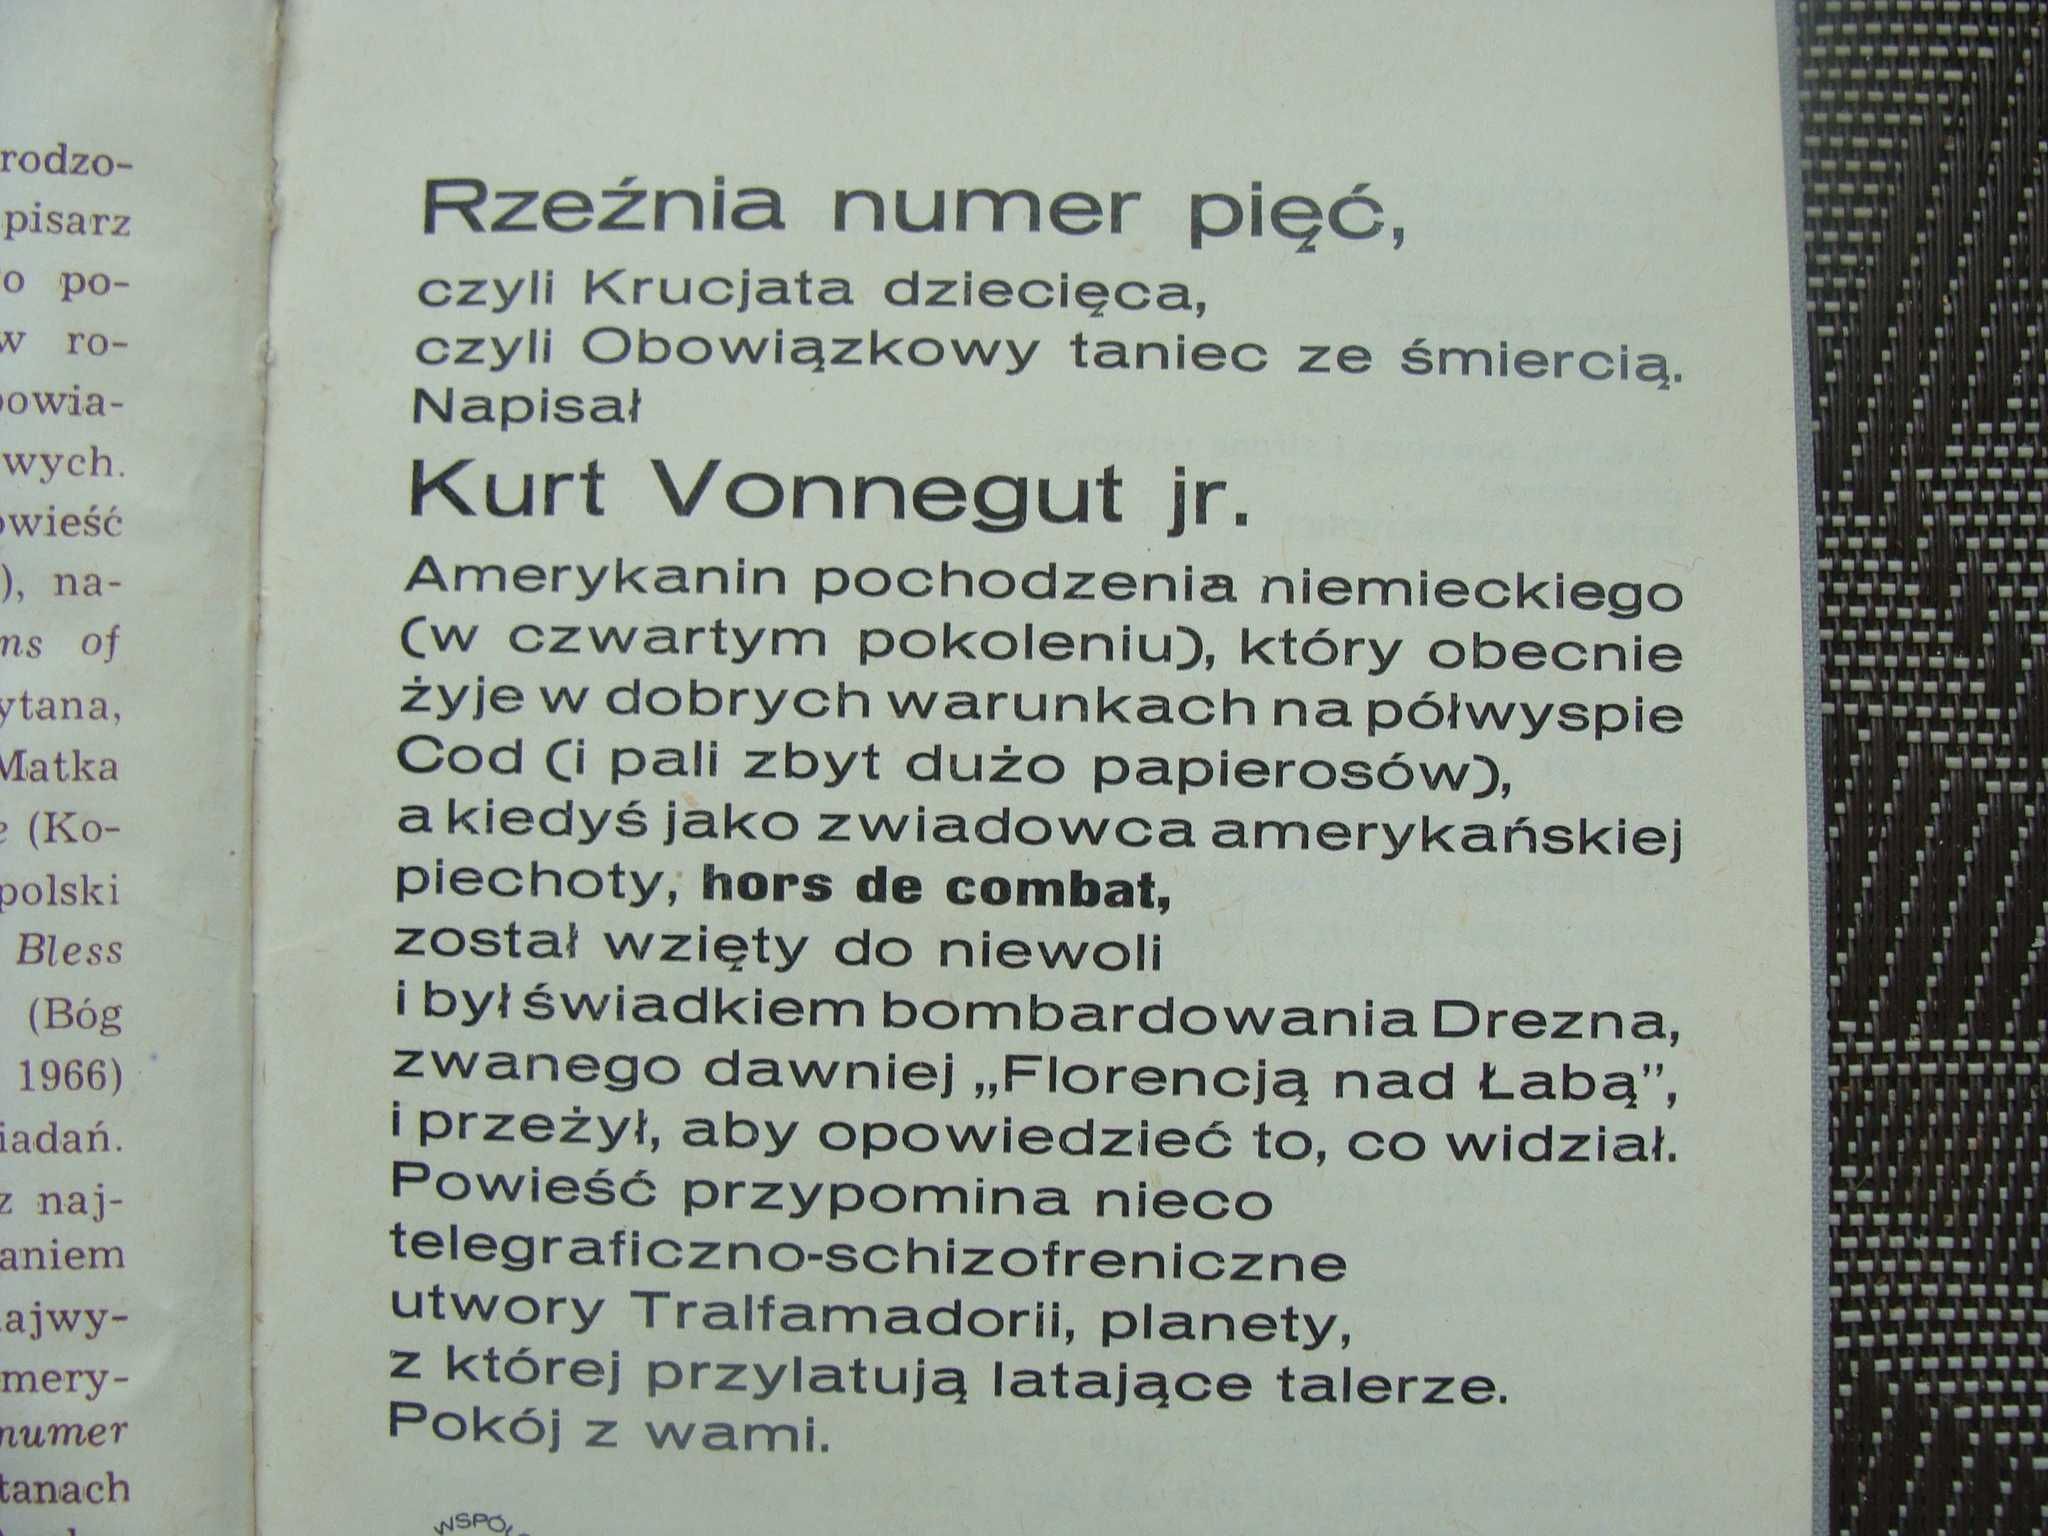 rodzo-
pisarz
o po-
w ro-
owia-
wych.
owieść
), na-
ms of
ytana,
Matka
e (Ko-
polski
Bless
(Bóg
1966)
iadań.
z naj-
aniem
ajwy-
mery-
numer
tanach
Rzeźnia numer pięć,
czyli Krucjata dziecięca,
czyli Obowiązkowy taniec ze śmiercią.
Napisał
Kurt Vonnegut jr.
Amerykanin pochodzenia niemieckiego
(w czwartym pokoleniu), który obecnie
żyje w dobrych warunkach na półwyspie
Cod (i pali zbyt dużo papierosów),
a kiedyś jako zwiadowca amerykańskiej
piechoty, hors de combat,
został wzięty do niewoli
i był świadkiem bombardowania Drezna,
zwanego dawniej „Florencją nad Łabą”,
i przeżył, aby opowiedzieć to, co widział.
Powieść przypomina nieco
telegraficzno-schizofreniczne
utwory Tralfamadorii, planety,
z której przylatują latające talerze.
Pokój z wami.
WSPÓ